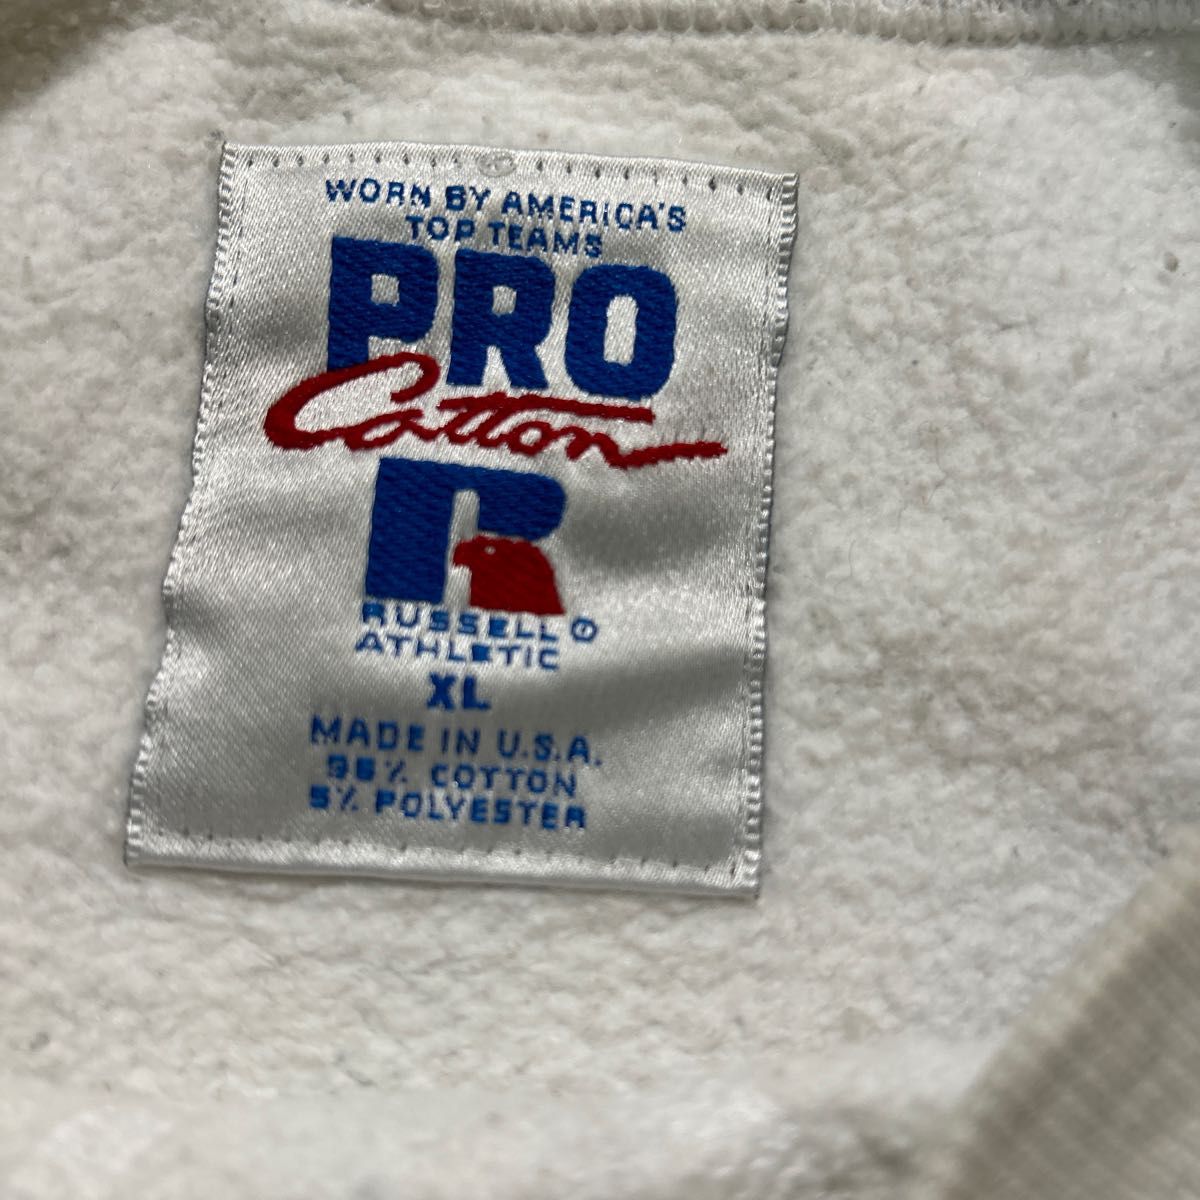 WORN BY AMERICA'S
TOP TEAMS
PRO
Cotton
R
RUSSELL ®
ATHLETIC
XL
MADE IN U.S.A.
95% COTTON
5% POLYESTER